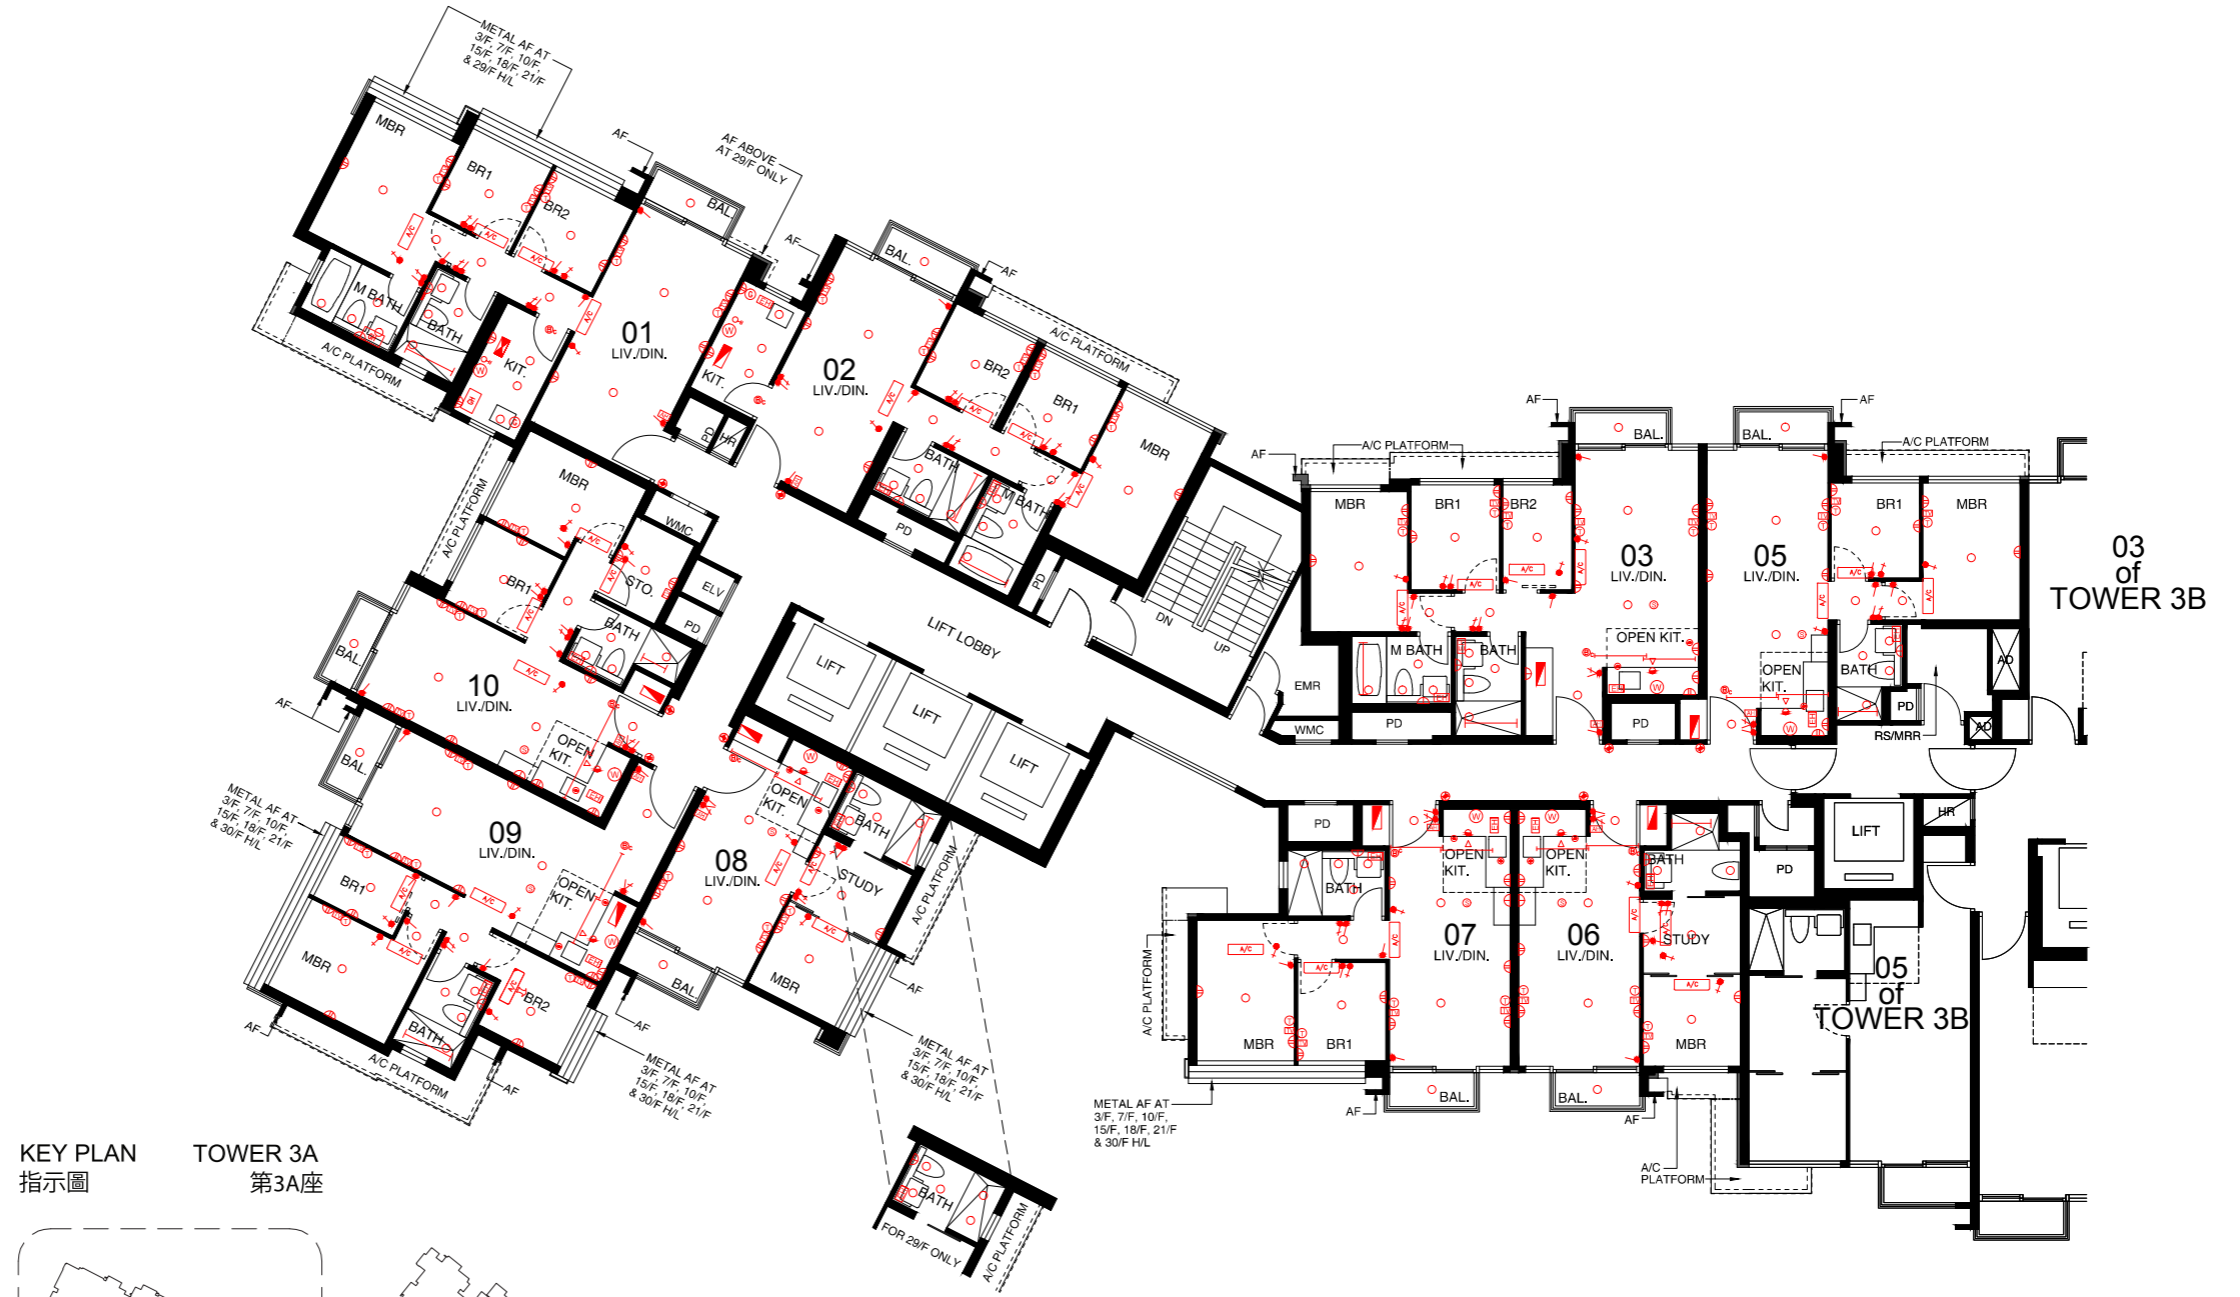 METAL AF AT
3/F, 7/F, 10/F,
15/F, 18/F, 21/F
& 29/F H/L
AF
AF ABOVE
AT 29/F ONLY
AF
AF
MBR
BR1
BR2
BAL.
M BATH
BATH
KIT.
A/C PLATFORM
01
LIV./DIN.
KIT.
PD
HR
BAL.
02
LIV./DIN.
BR2
BR1
MBR
A/C PLATFORM
BATH
M BATH
PD
PD
DN
UP
LIFT LOBBY
LIFT
LIFT
LIFT
EMR
WMC
AF
A/C PLATFORM
AF
BAL.
BAL.
AF
A/C PLATFORM
MBR
BR1
BR2
03
LIV./DIN.
OPEN KIT.
M BATH
BATH
PD
PD
05
LIV./DIN.
OPEN
KIT.
BR1
MBR
BATH
PD
AD
AD
RS/MRR
03
of
TOWER 3B
A/C PLATFORM
MBR
WMC
BR1
STO.
ELV
PD
BATH
BAL.
AF
10
LIV./DIN.
OPEN
KIT.
BAL.
METAL AF AT
3/F, 7/F, 10/F,
15/F, 18/F, 21/F
& 30/F H/L
09
LIV./DIN.
OPEN
KIT.
BR1
MBR
BATH
BR2
AF
A/C PLATFORM
AF
AF
METAL AF AT
3/F, 7/F, 10/F,
15/F, 18/F, 21/F
& 30/F H/L
08
LIV./DIN.
OPEN
KIT.
BATH
STUDY
MBR
BAL.
A/C PLATFORM
AF
METAL AF AT
3/F, 7/F, 10/F,
15/F, 18/F, 21/F
& 30/F H/L
BATH
FOR 29/F ONLY
A/C PLATFORM
PD
BATH
OPEN
KIT.
07
LIV./DIN.
MBR
BR1
BAL.
A/C PLATFORM
AF
METAL AF AT
3/F, 7/F, 10/F,
15/F, 18/F, 21/F
& 30/F H/L
OPEN
KIT.
06
LIV./DIN.
BATH
STUDY
MBR
BAL.
AF
A/C
PLATFORM
PD
LIFT
HR
05
of
TOWER 3B
KEY PLAN
指示圖
TOWER 3A
第3A座